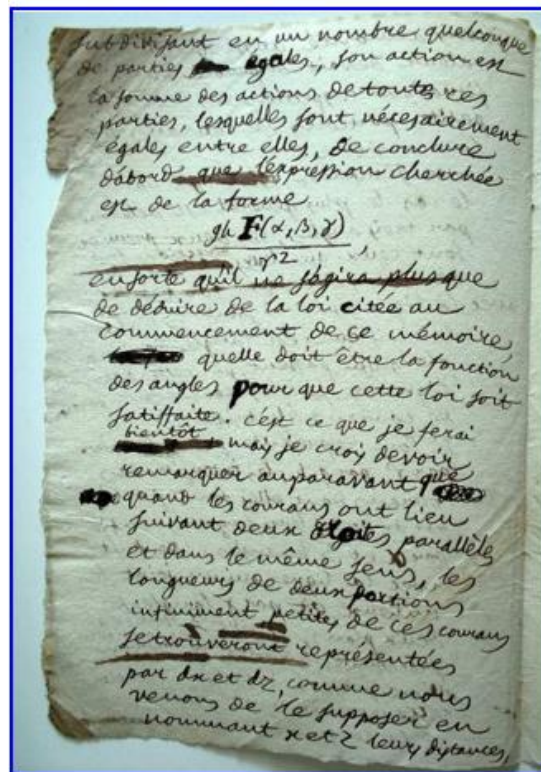 subdivisant en un nombre quelconque
de parties égales, son action est
la somme des actions de toutes ces
parties, lesquelles sont nécesairement
égales entre elles, de conclure
d'abord que l'expression cherchée
est de la forme
gh F(α, β, γ)
r2
ensorte qu'il ne s'agira plus que
de déduire de la loi citée au
commencement de ce mémoire,
quelle doit être la fonction
des angles pour que cette loi soit
satisfaite. c'est ce que je ferai
bientôt
mais je crois devoir
remarquer auparavant que
quand les courans ont lieu
suivant deux droites parallèles
et dans le même sens, les
longueurs de deux portions
infiniment petites de ces courans
se trouveront représentées
par dx et dz, comme nous
venons de le supposer en
nommant x et z leurs distances